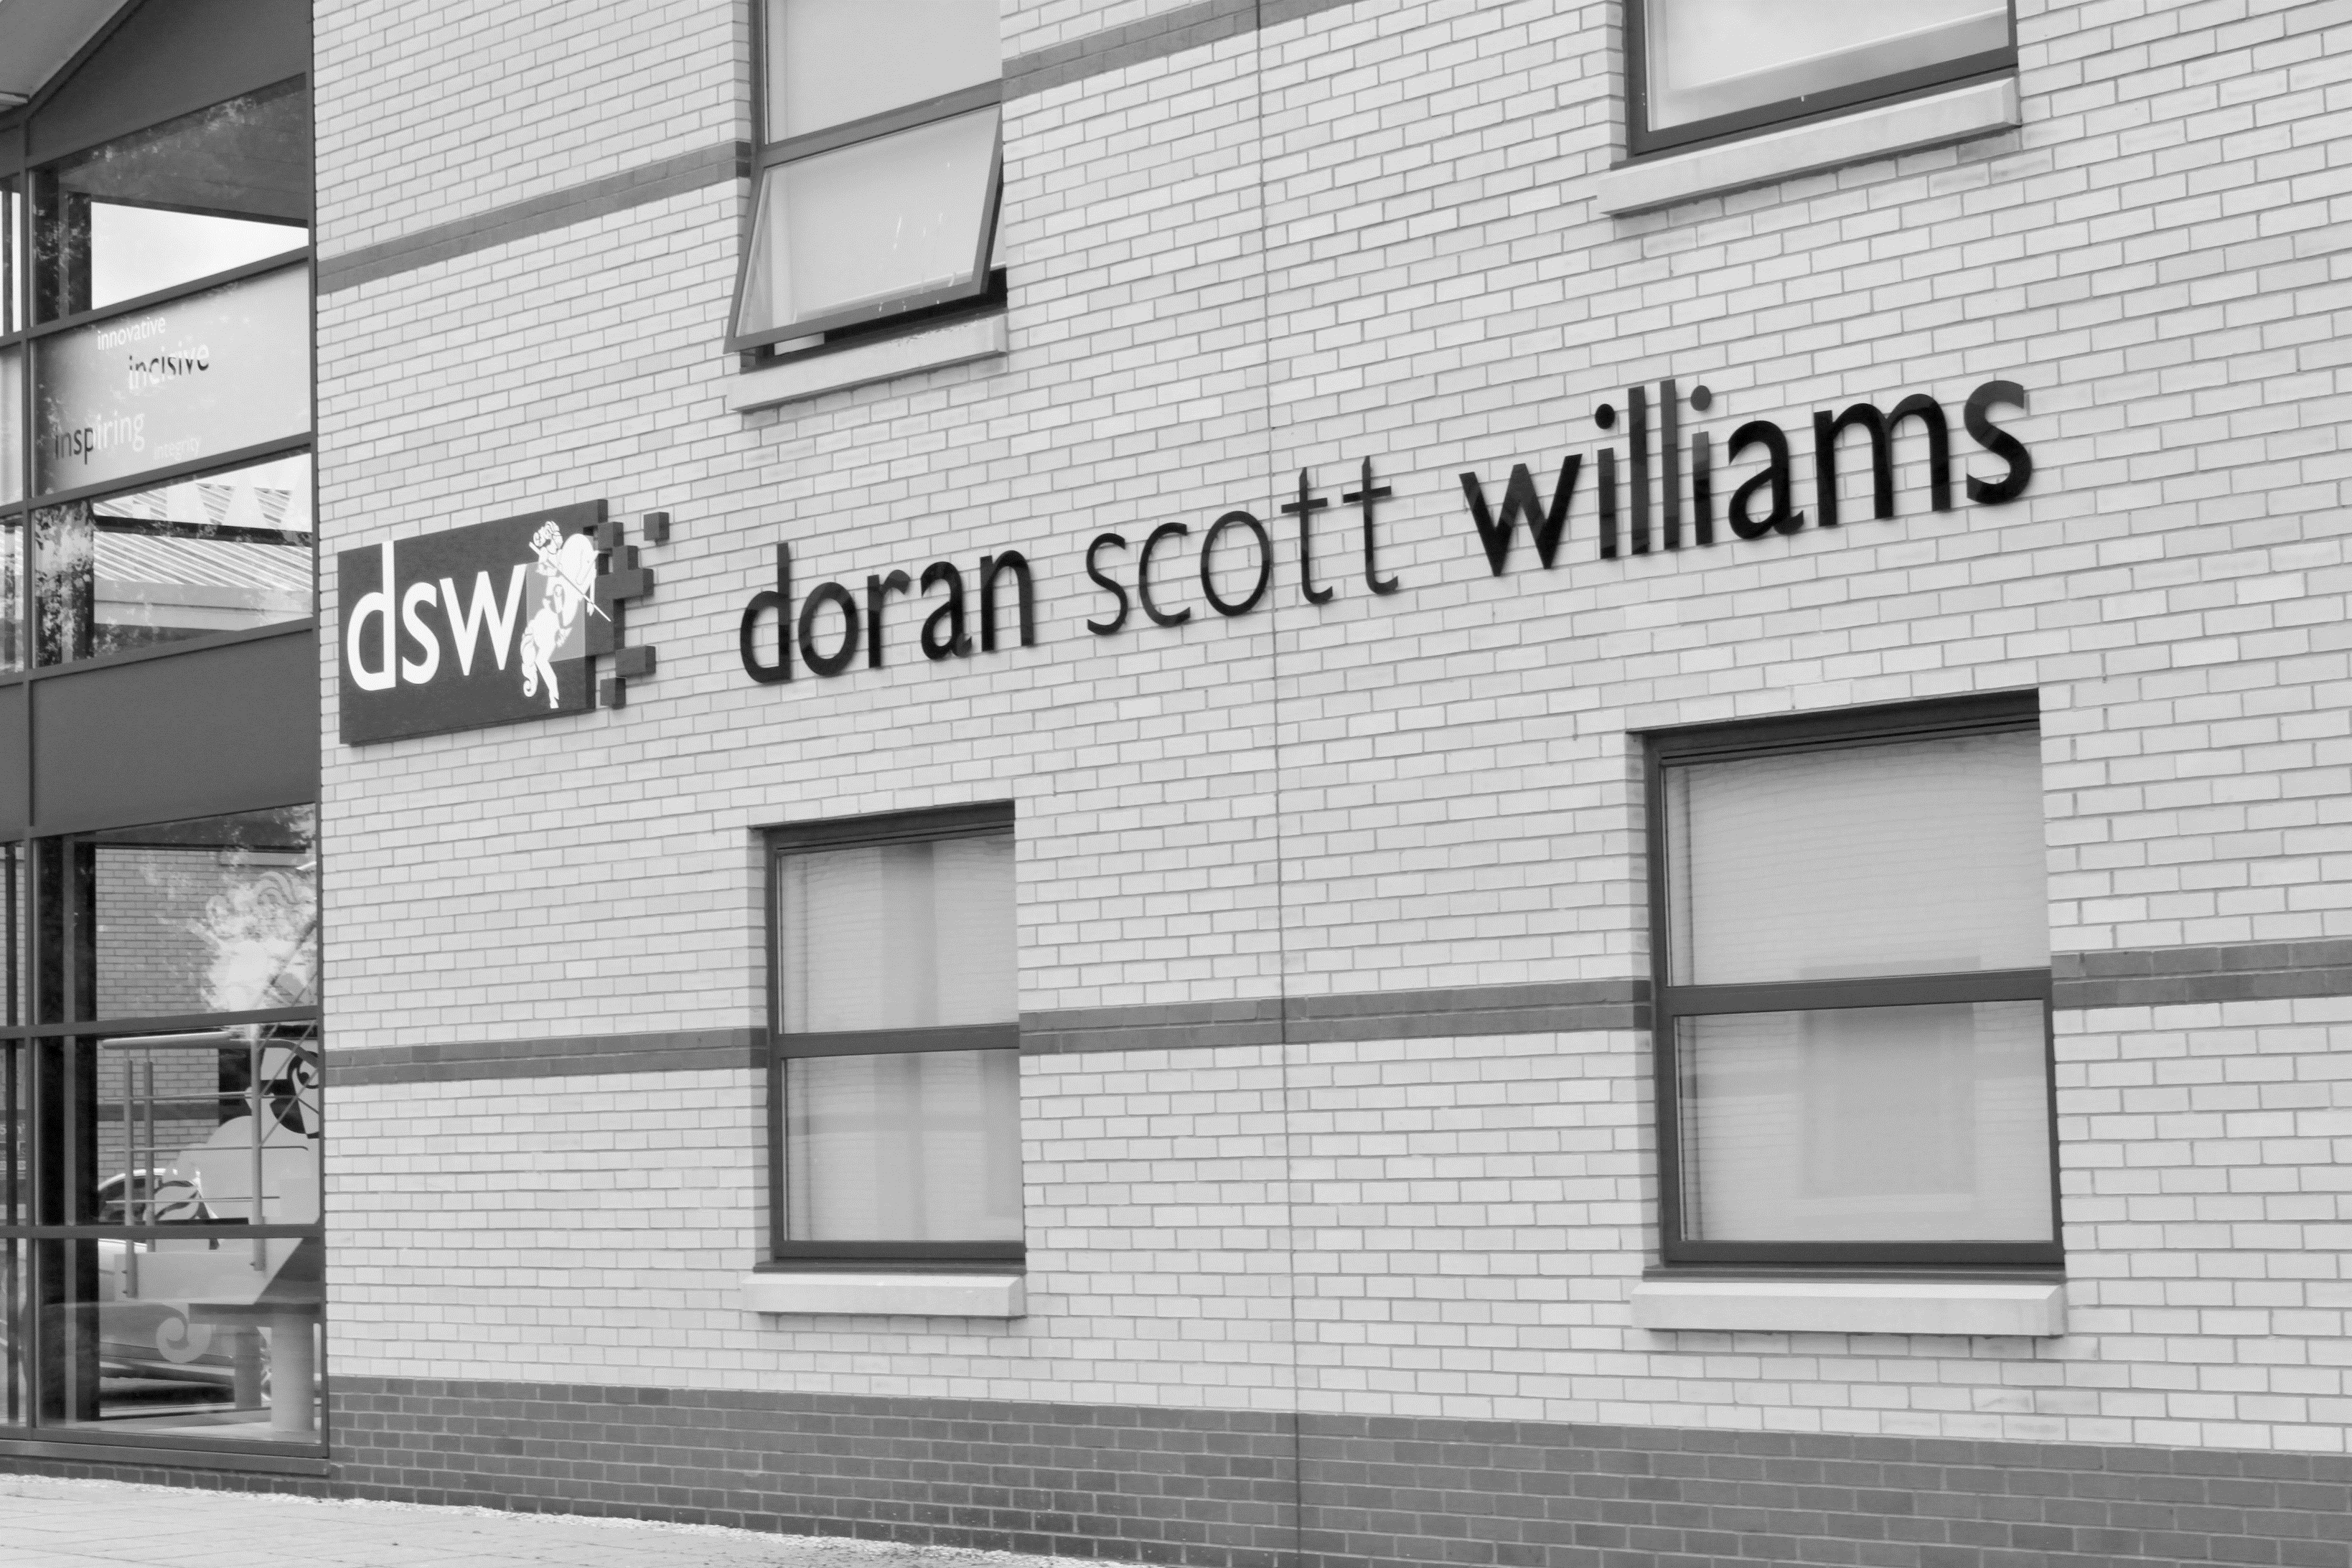 innovative
incisive
inspiring
integrity
dsw
doran scott williams